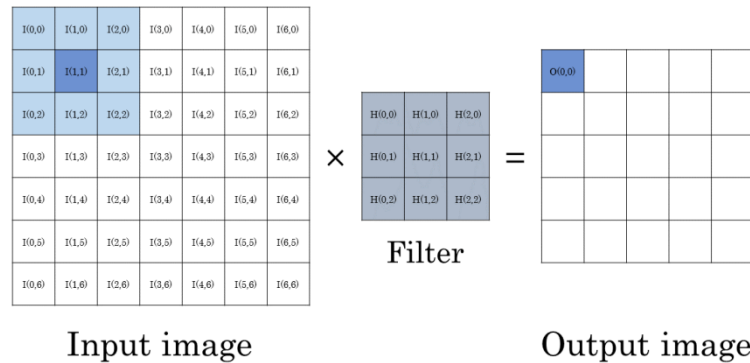 I(0,0) I(1,0) I(2,0) I(3,0) I(4,0) I(5,0) I(6,0)
I(0,1) I(1,1) I(2,1) I(3,1) I(4,1) I(5,1) I(6,1)
I(0,2) I(1,2) I(2,2) I(3,2) I(4,2) I(5,2) I(6,2)
I(0,3) I(1,3) I(2,3) I(3,3) I(4,3) I(5,3) I(6,3)
I(0,4) I(1,4) I(2,4) I(3,4) I(4,4) I(5,4) I(6,4)
I(0,5) I(1,5) I(2,5) I(3,5) I(4,5) I(5,5) I(6,5)
I(0,6) I(1,6) I(2,6) I(3,6) I(4,6) I(5,6) I(6,6)
Input image
×
H(0,0) H(1,0) H(2,0)
H(0,1) H(1,1) H(2,1)
H(0,2) H(1,2) H(2,2)
Filter
=
O(0,0)
Output image